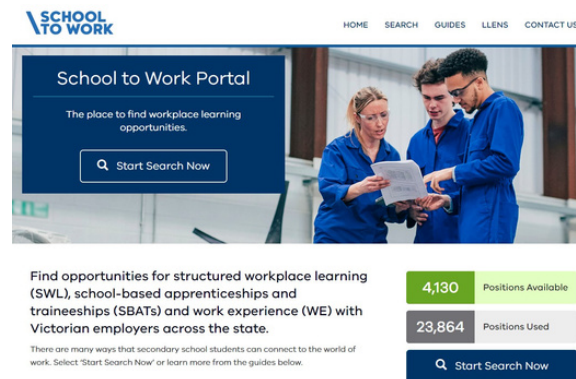 SCHOOL
TO WORK
HOME SEARCH GUIDES LLENS CONTACT US
School to Work Portal
The place to find workplace learning
opportunities.
Start Search Now
Find opportunities for structured workplace learning
(SWL), school-based apprenticeships and
traineeships (SBATs) and work experience (WE) with
Victorian employers across the state.
There are many ways that secondary school students can connect to the world of
work. Select 'Start Search Now' or learn more from the guides below.
4,130 Positions Available
23,864 Positions Used
Start Search Now